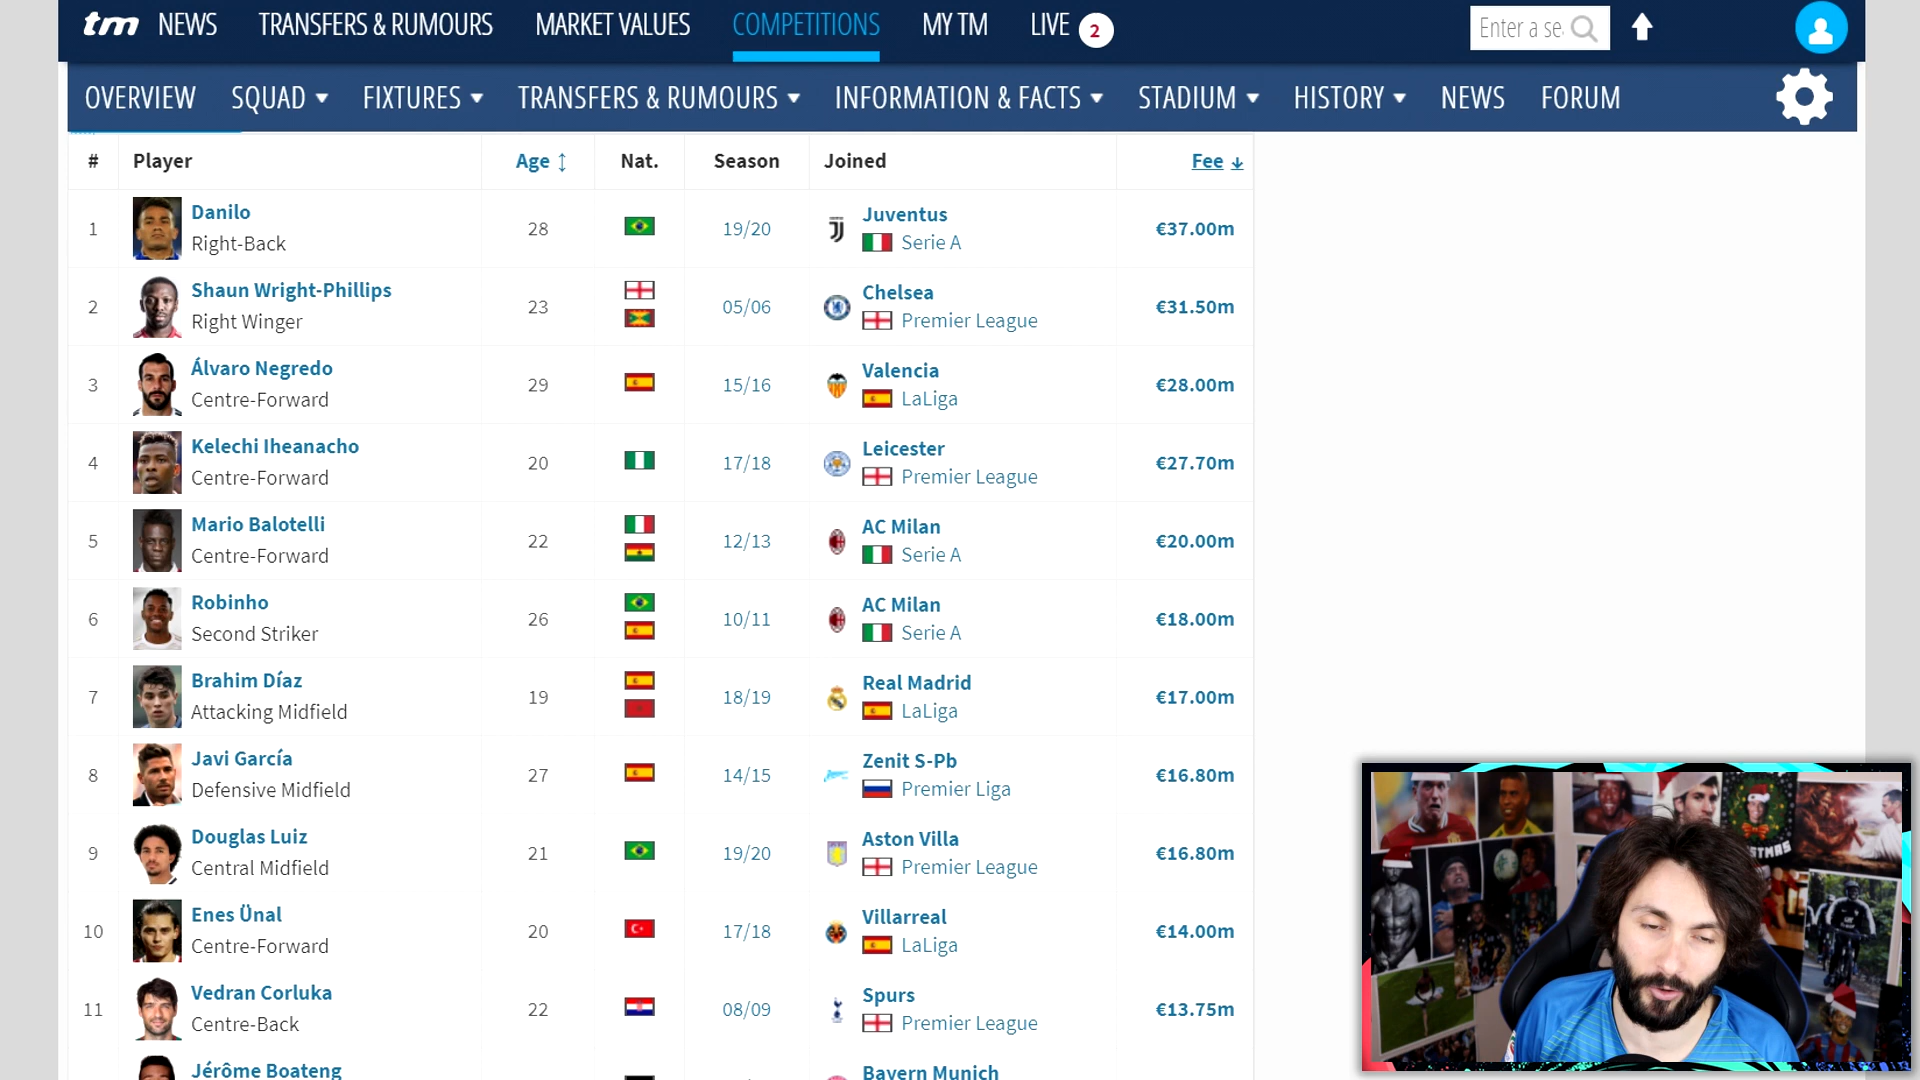 tm NEWS TRANSFERS & RUMOURS MARKET VALUES COMPETITIONS MY TM LIVE 2 Enter a se
OVERVIEW SQUAD FIXTURES TRANSFERS & RUMOURS INFORMATION & FACTS STADIUM HISTORY NEWS FORUM
# Player Age Nat. Season Joined Fee
1 Danilo Right-Back 28 19/20 Juventus Serie A €37.00m
2 Shaun Wright-Phillips Right Winger 23 05/06 Chelsea Premier League €31.50m
3 Álvaro Negredo Centre-Forward 29 15/16 Valencia LaLiga €28.00m
4 Kelechi Iheanacho Centre-Forward 20 17/18 Leicester Premier League €27.70m
5 Mario Balotelli Centre-Forward 22 12/13 AC Milan Serie A €20.00m
6 Robinho Second Striker 26 10/11 AC Milan Serie A €18.00m
7 Brahim Díaz Attacking Midfield 19 18/19 Real Madrid LaLiga €17.00m
8 Javi García Defensive Midfield 27 14/15 Zenit S-Pb Premier Liga €16.80m
9 Douglas Luiz Central Midfield 21 19/20 Aston Villa Premier League €16.80m
10 Enes Ünal Centre-Forward 20 17/18 Villarreal LaLiga €14.00m
11 Vedran Corluka Centre-Back 22 08/09 Spurs Premier League €13.75m
Jérôme Boateng Bayern Munich